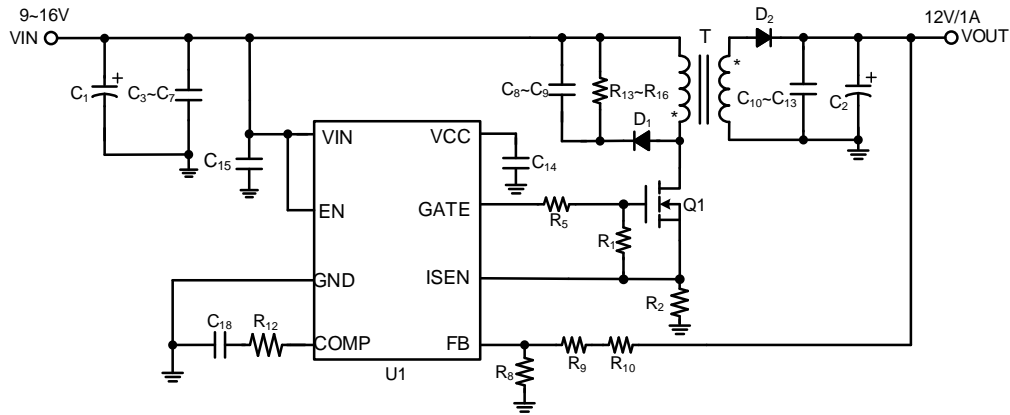 9~16V
VIN
C1
+
C3~C7
C8~C9
R13~R16
D1
T
*
*
D2
12V/1A
VOUT
C10~C13
C2
+
C15
VIN
VCC
C14
EN
GATE
R5
R1
Q1
GND
ISEN
R2
C18
R12
COMP
FB
R9
R10
R8
U1